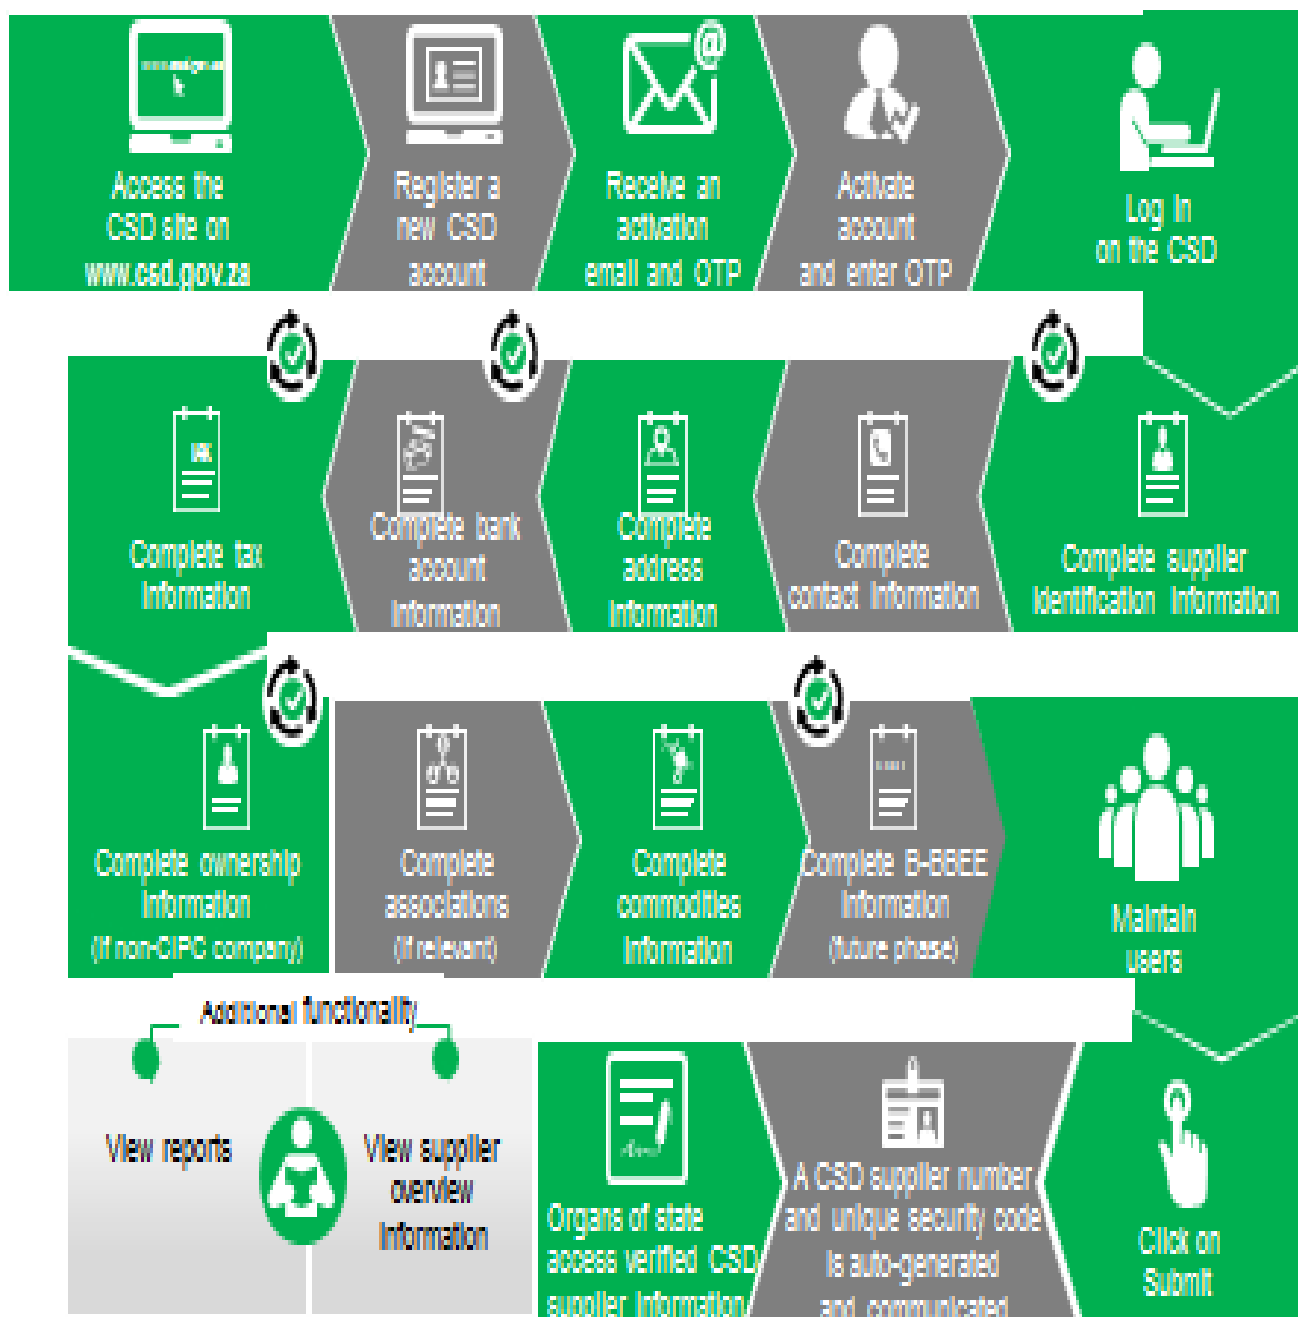 Access the
CSD site on
www.csd.gov.za
Register a
new CSD
account
Receive an
activation
email and OTP
Activate
account
and enter OTP
Log in
on the CSD
Complete supplier
identification information
Complete
contact information
Complete
address
information
Complete bank
account
information
TAX
Complete tax
information
Complete ownership
information
(if non-CIPC company)
Complete
associations
(if relevant)
Complete
commodities
information
Complete B-BBEE
information
(future phase)
Maintain
users
Click on
Submit
A CSD supplier number
and unique security code
is auto-generated
and communicated
Organs of state
access verified CSD
supplier information
Additional functionality
View reports
View supplier
overview
information